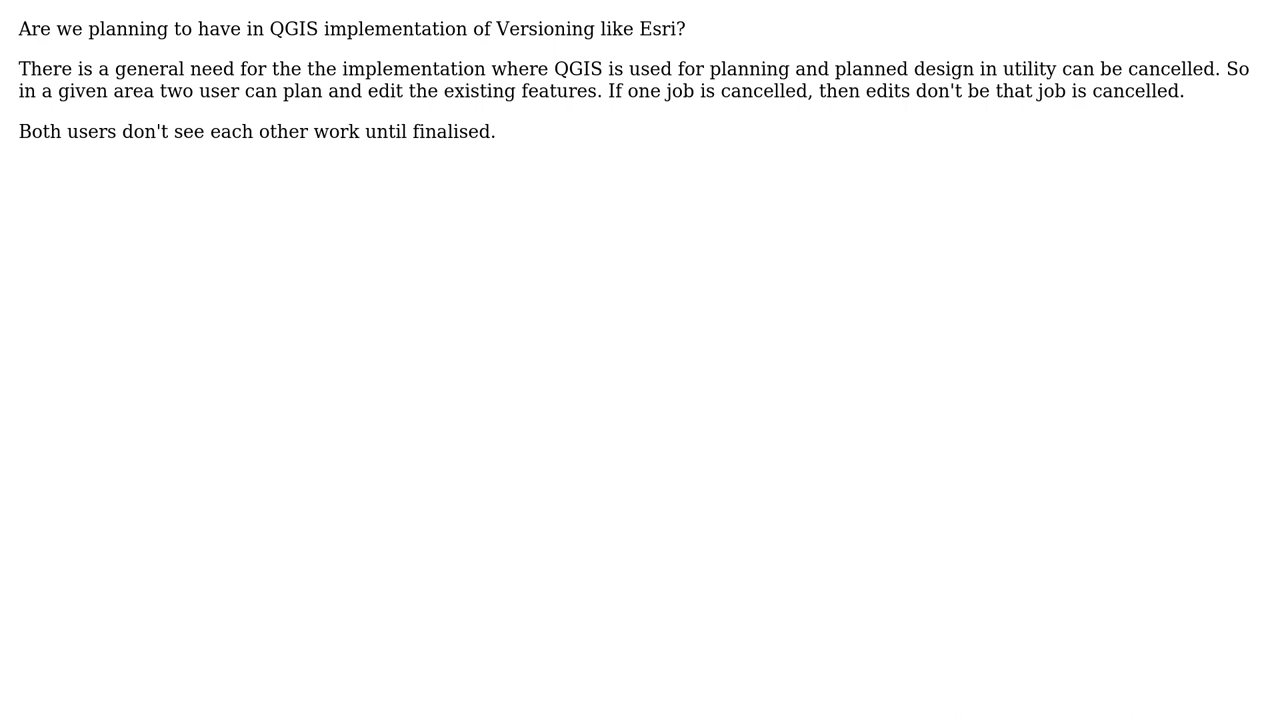 Are we planning to have in QGIS implementation of Versioning like Esri?
There is a general need for the the implementation where QGIS is used for planning and planned design in utility can be cancelled. So
in a given area two user can plan and edit the existing features. If one job is cancelled, then edits don't be that job is cancelled.
Both users don't see each other work until finalised.